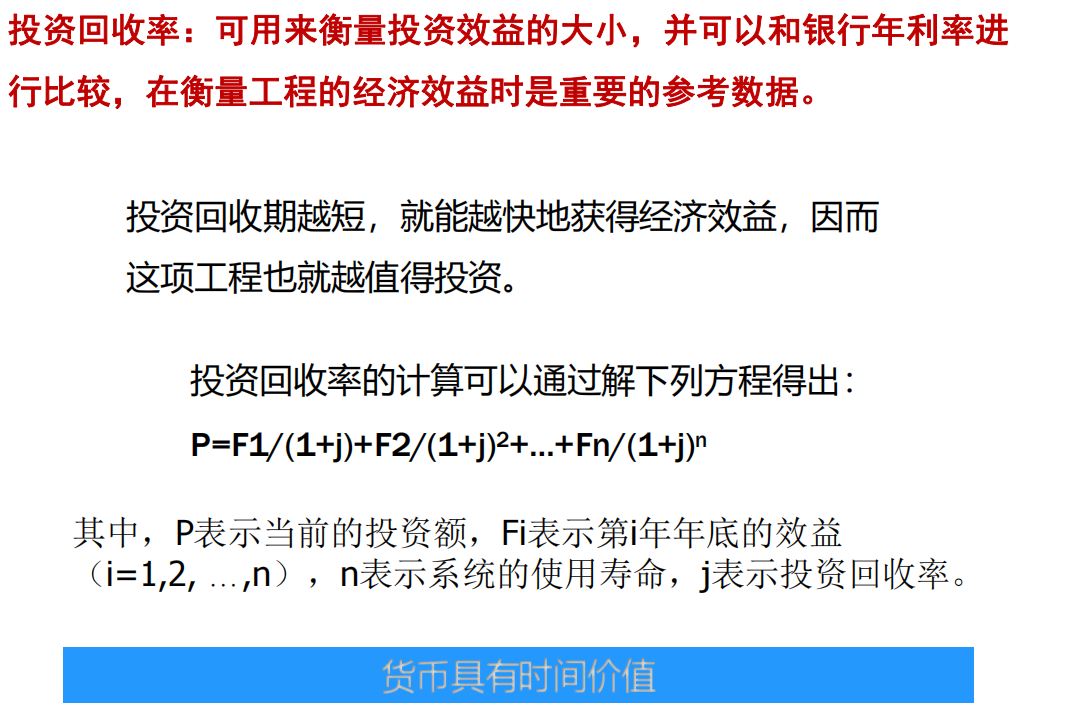 投资回收率：可用来衡量投资效益的大小，并可以和银行年利率进
行比较，在衡量工程的经济效益时是重要的参考数据。
投资回收期越短，就能越快地获得经济效益，因而
这项工程也就越值得投资。
投资回收率的计算可以通过解下列方程得出：
P=F1/(1+j)+F2/(1+j)²+...+Fn/(1+j)ⁿ
其中，P表示当前的投资额，Fi表示第i年年底的效益
（i=1,2, …,n），n表示系统的使用寿命，j表示投资回收率。
货币具有时间价值